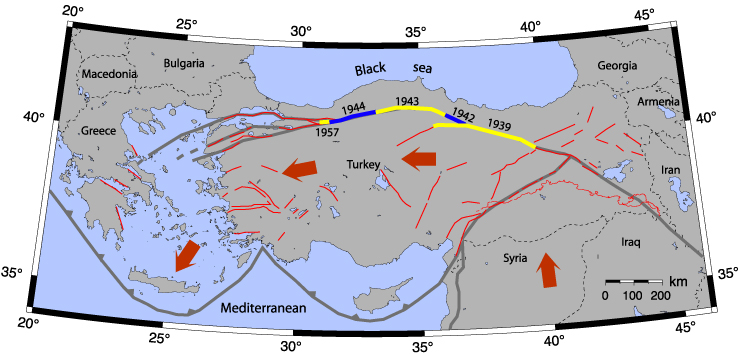 20°
25°
30°
35°
40°
45°
Bulgaria
Macedonia
Black sea
Georgia
40°
1944
1943
1942
1939
Armenia
40°
Greece
1957
Turkey
Iran
Syria
Iraq
35°
km
35°
0 100 200
Mediterranean
20°
25°
30°
35°
40°
45°